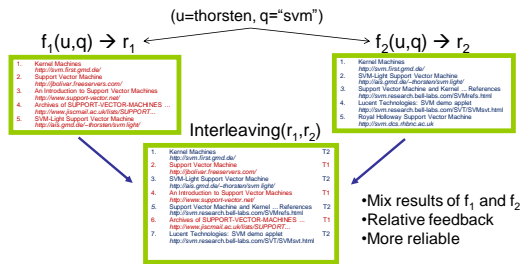 (u=thorsten, q="svm")
f1(u,q) → r1
f2(u,q) → r2
1. Kernel Machines
http://svm.first.gmd.de/
2. Support Vector Machine
http://jbolivar.freeservers.com/
3. An Introduction to Support Vector Machines
http://www.support-vector.net/
4. Archives of SUPPORT-VECTOR-MACHINES ...
http://www.jiscmail.ac.uk/lists/SUPPORT...
5. SVM-Light Support Vector Machine
http://ais.gmd.de/~thorsten/svm light/
1. Kernel Machines
http://svm.first.gmd.de/
2. SVM-Light Support Vector Machine
http://ais.gmd.de/~thorsten/svm light/
3. Support Vector Machine and Kernel ... References
http://svm.research.bell-labs.com/SVMrefs.html
4. Lucent Technologies: SVM demo applet
http://svm.research.bell-labs.com/SVT/SVMsvt.html
5. Royal Holloway Support Vector Machine
http://svm.dcs.rhbnc.ac.uk
Interleaving(r1,r2)
1. Kernel Machines T2
http://svm.first.gmd.de/
2. Support Vector Machine T1
http://jbolivar.freeservers.com/
3. SVM-Light Support Vector Machine T2
http://ais.gmd.de/~thorsten/svm light/
4. An Introduction to Support Vector Machines T1
http://www.support-vector.net/
5. Support Vector Machine and Kernel ... References T2
http://svm.research.bell-labs.com/SVMrefs.html
6. Archives of SUPPORT-VECTOR-MACHINES ... T1
http://www.jiscmail.ac.uk/lists/SUPPORT...
7. Lucent Technologies: SVM demo applet T2
http://svm.research.bell-labs.com/SVT/SVMsvt.html
•Mix results of f1 and f2
•Relative feedback
•More reliable